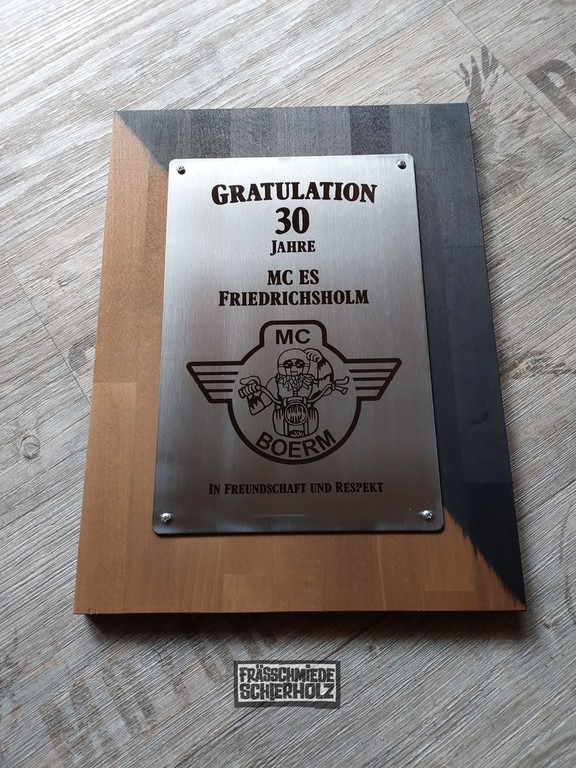 GRATULATION
30
JAHRE
MC ES
FRIEDRICHSHOLM
MC
BOERM
IN FREUNDSCHAFT UND RESPEKT
FRÄSSCHMIEDE
SCHIERHOLZ